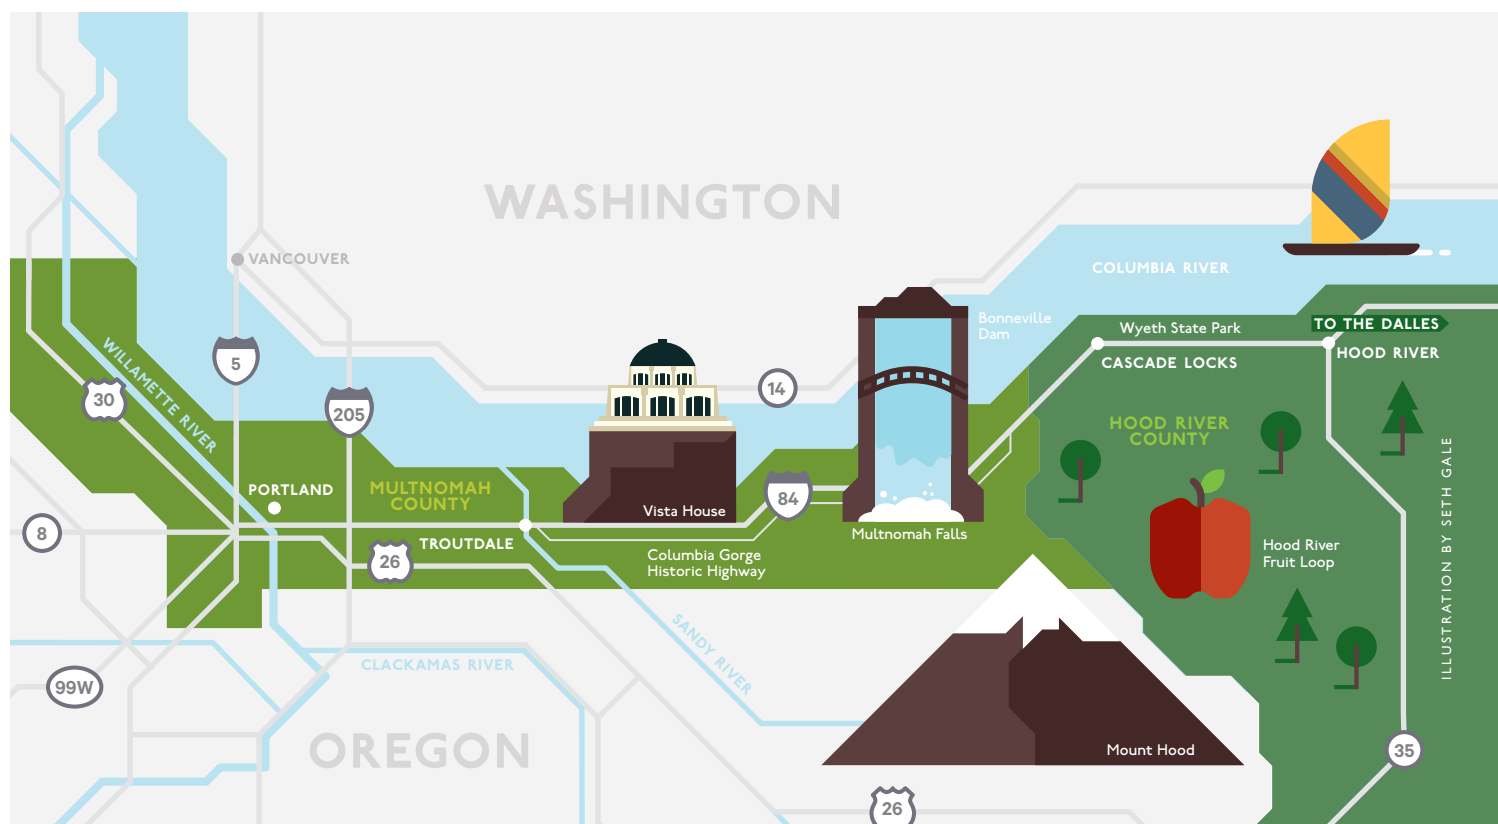 WASHINGTON
VANCOUVER
COLUMBIA RIVER
Bonneville
Dam
Wyeth State Park
TO THE DALLES
CASCADE LOCKS
HOOD RIVER
5
14
30
205
WILLAMETTE RIVER
HOOD RIVER
COUNTY
PORTLAND
MULTNOMAH
COUNTY
84
Vista House
8
TROUTDALE
26
Multnomah Falls
Columbia Gorge
Historic Highway
Hood River
Fruit Loop
ILLUSTRATION BY SETH GALE
CLACKAMAS RIVER
SANDY RIVER
99W
OREGON
Mount Hood
35
26